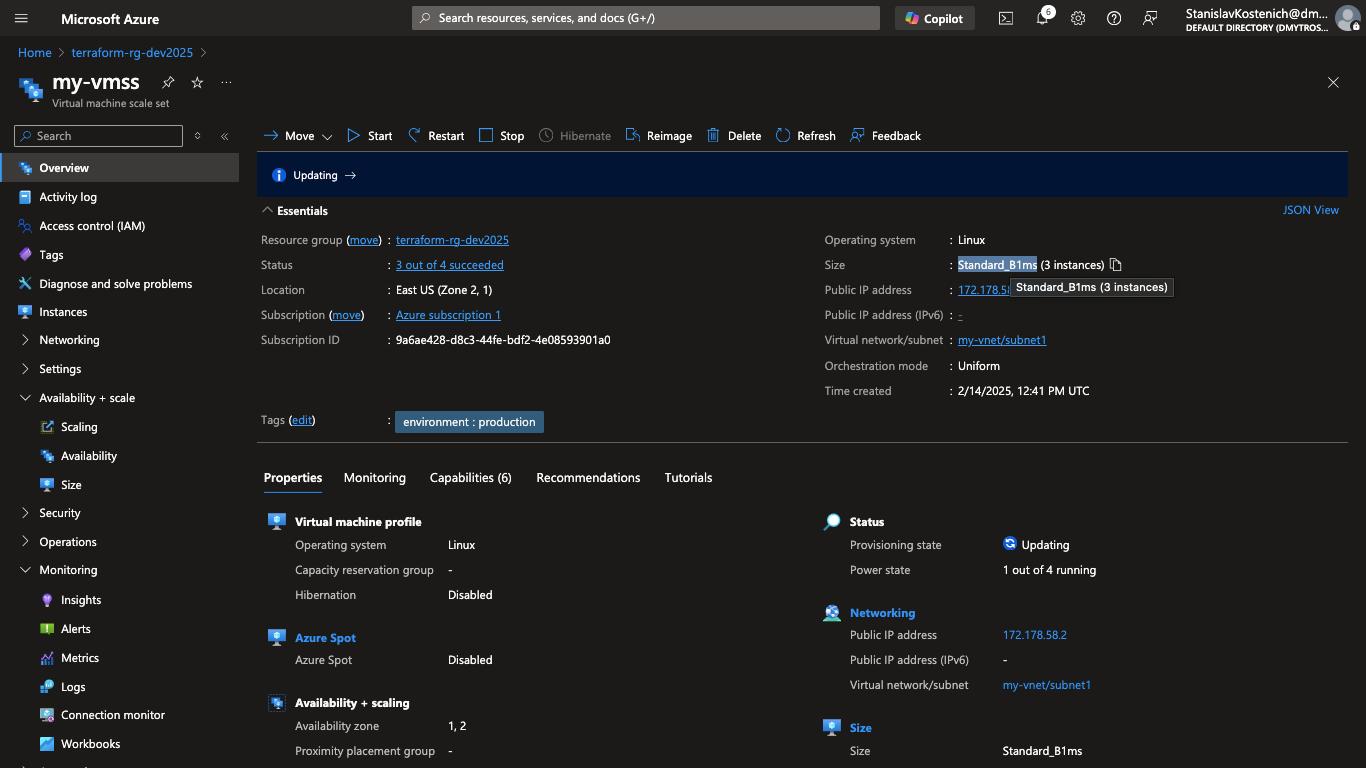 Microsoft Azure
Search resources, services, and docs (G+/)
Copilot
6
StanislavKostenich@dm...
DEFAULT DIRECTORY (DMYTROS...
Home > terraform-rg-dev2025 >
my-vmss
Virtual machine scale set
Search
Move
Start
Restart
Stop
Hibernate
Reimage
Delete
Refresh
Feedback
Overview
Activity log
Access control (IAM)
Tags
Diagnose and solve problems
Instances
Networking
Settings
Availability + scale
Scaling
Availability
Size
Security
Operations
Monitoring
Insights
Alerts
Metrics
Logs
Connection monitor
Workbooks
Updating →
Essentials
JSON View
Resource group (move) : terraform-rg-dev2025
Status : 3 out of 4 succeeded
Location : East US (Zone 2, 1)
Subscription (move) : Azure subscription 1
Subscription ID : 9a6ae428-d8c3-44fe-bdf2-4e08593901a0
Operating system : Linux
Size : Standard_B1ms (3 instances)
Public IP address : 172.178.58
Standard_B1ms (3 instances)
Public IP address (IPv6) : -
Virtual network/subnet : my-vnet/subnet1
Orchestration mode : Uniform
Time created : 2/14/2025, 12:41 PM UTC
Tags (edit) : environment : production
Properties
Monitoring
Capabilities (6)
Recommendations
Tutorials
Virtual machine profile
Operating system Linux
Capacity reservation group -
Hibernation Disabled
Azure Spot
Azure Spot Disabled
Availability + scaling
Availability zone 1, 2
Proximity placement group -
Status
Provisioning state Updating
Power state 1 out of 4 running
Networking
Public IP address 172.178.58.2
Public IP address (IPv6) -
Virtual network/subnet my-vnet/subnet1
Size
Size Standard_B1ms